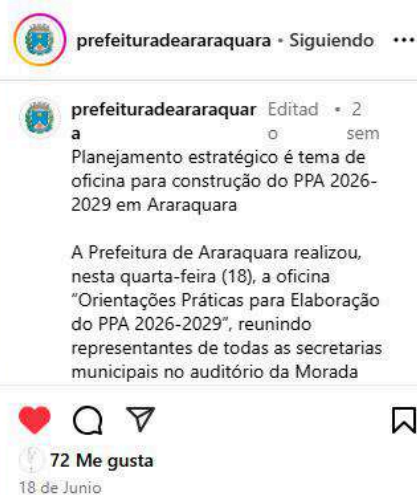 prefeituradeararaquara • Siguiendo •••
prefeituradeararaquar Editad • 2
a o sem
Planejamento estratégico é tema de
oficina para construção do PPA 2026-
2029 em Araraquara
A Prefeitura de Araraquara realizou,
nesta quarta-feira (18), a oficina
“Orientações Práticas para Elaboração
do PPA 2026-2029”, reunindo
representantes de todas as secretarias
municipais no auditório da Morada
72 Me gusta
18 de Junio